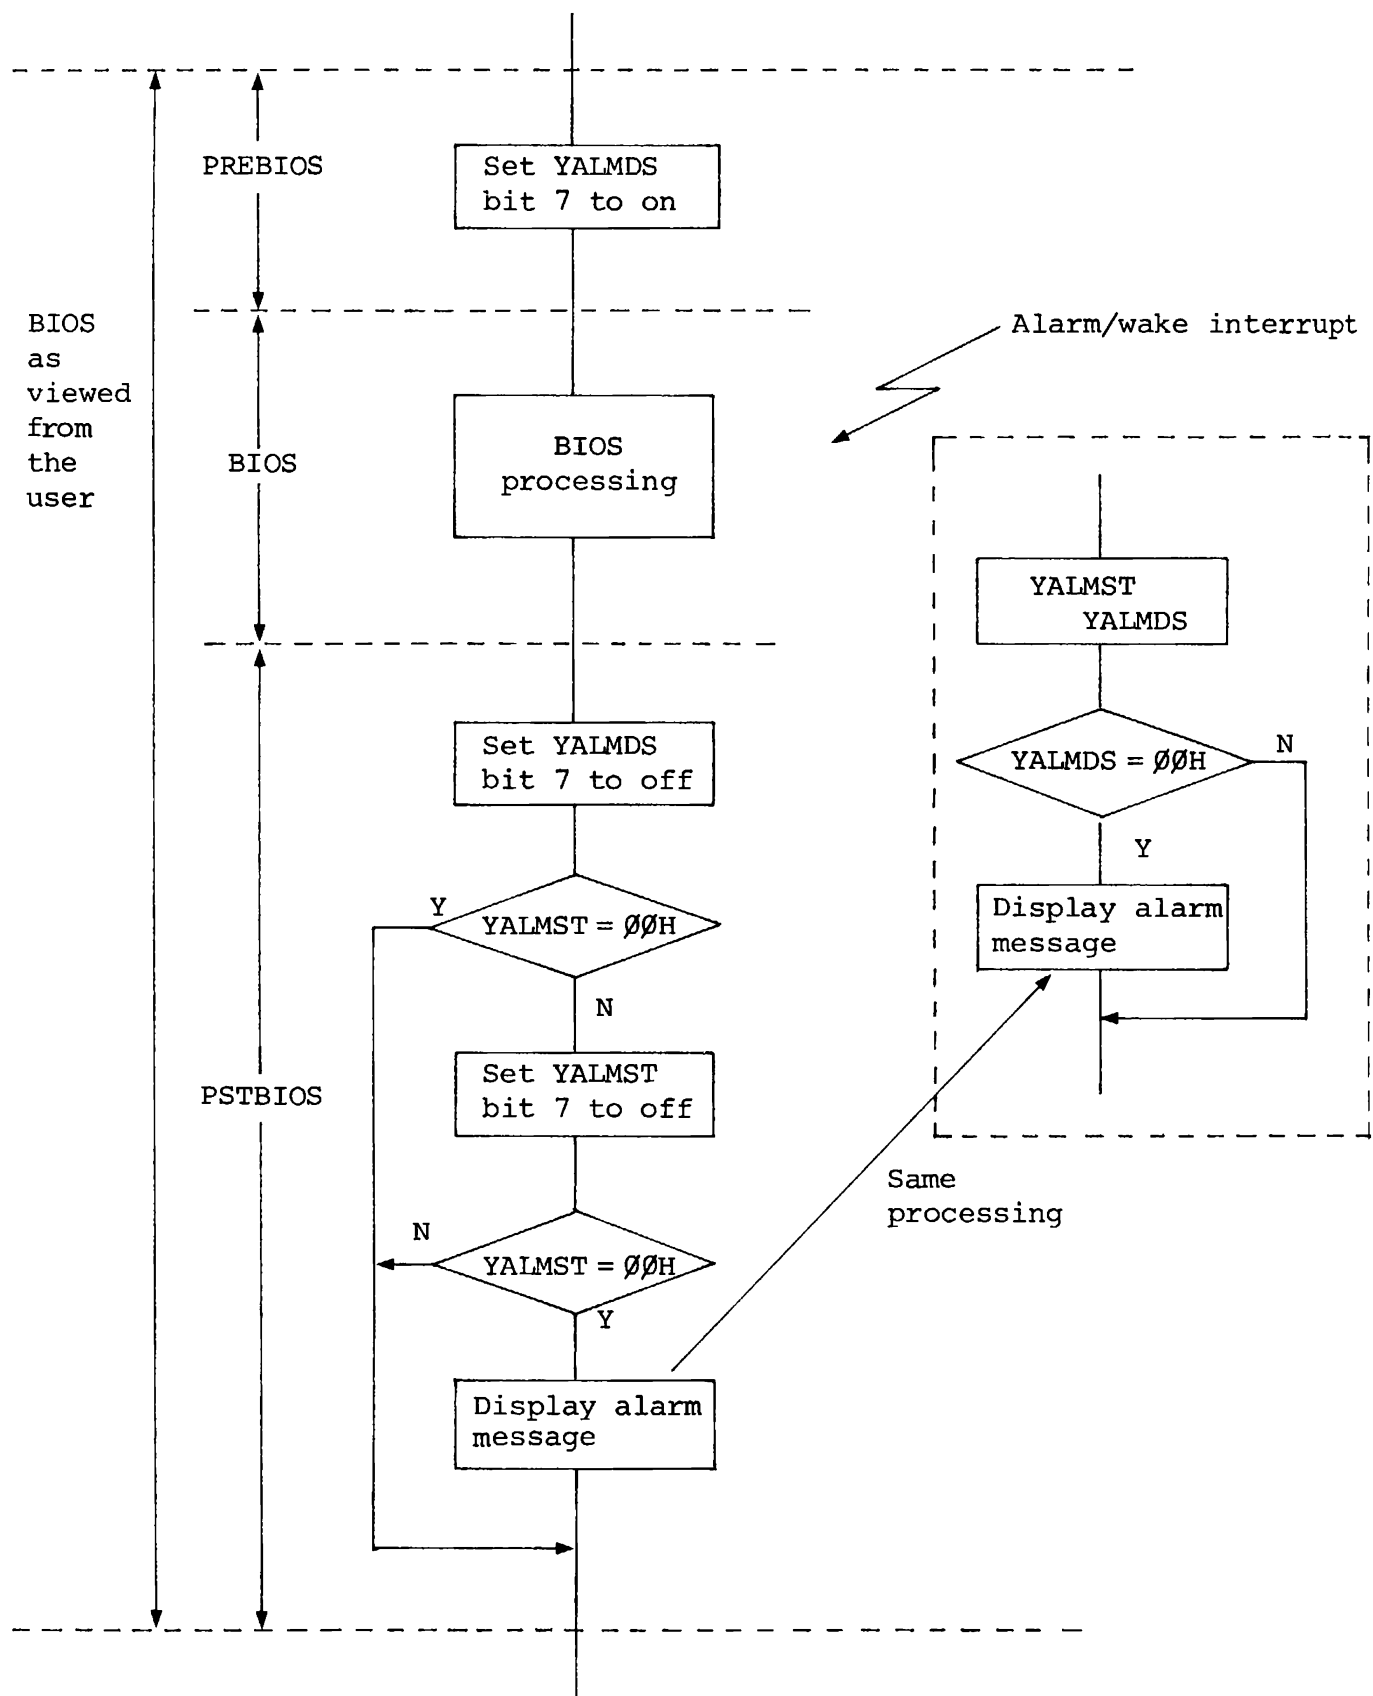 PREBIOS
Set YALMDS
bit 7 to on
BIOS
as
viewed
from
the
user
Alarm/wake interrupt
BIOS
BIOS
processing
YALMST
YALMDS
Set YALMDS
bit 7 to off
YALMDS = ØØH
N
Y
Display alarm
message
Y
YALMST = ØØH
N
PSTBIOS
Set YALMST
bit 7 to off
Same
processing
N
YALMST = ØØH
Y
Display alarm
message